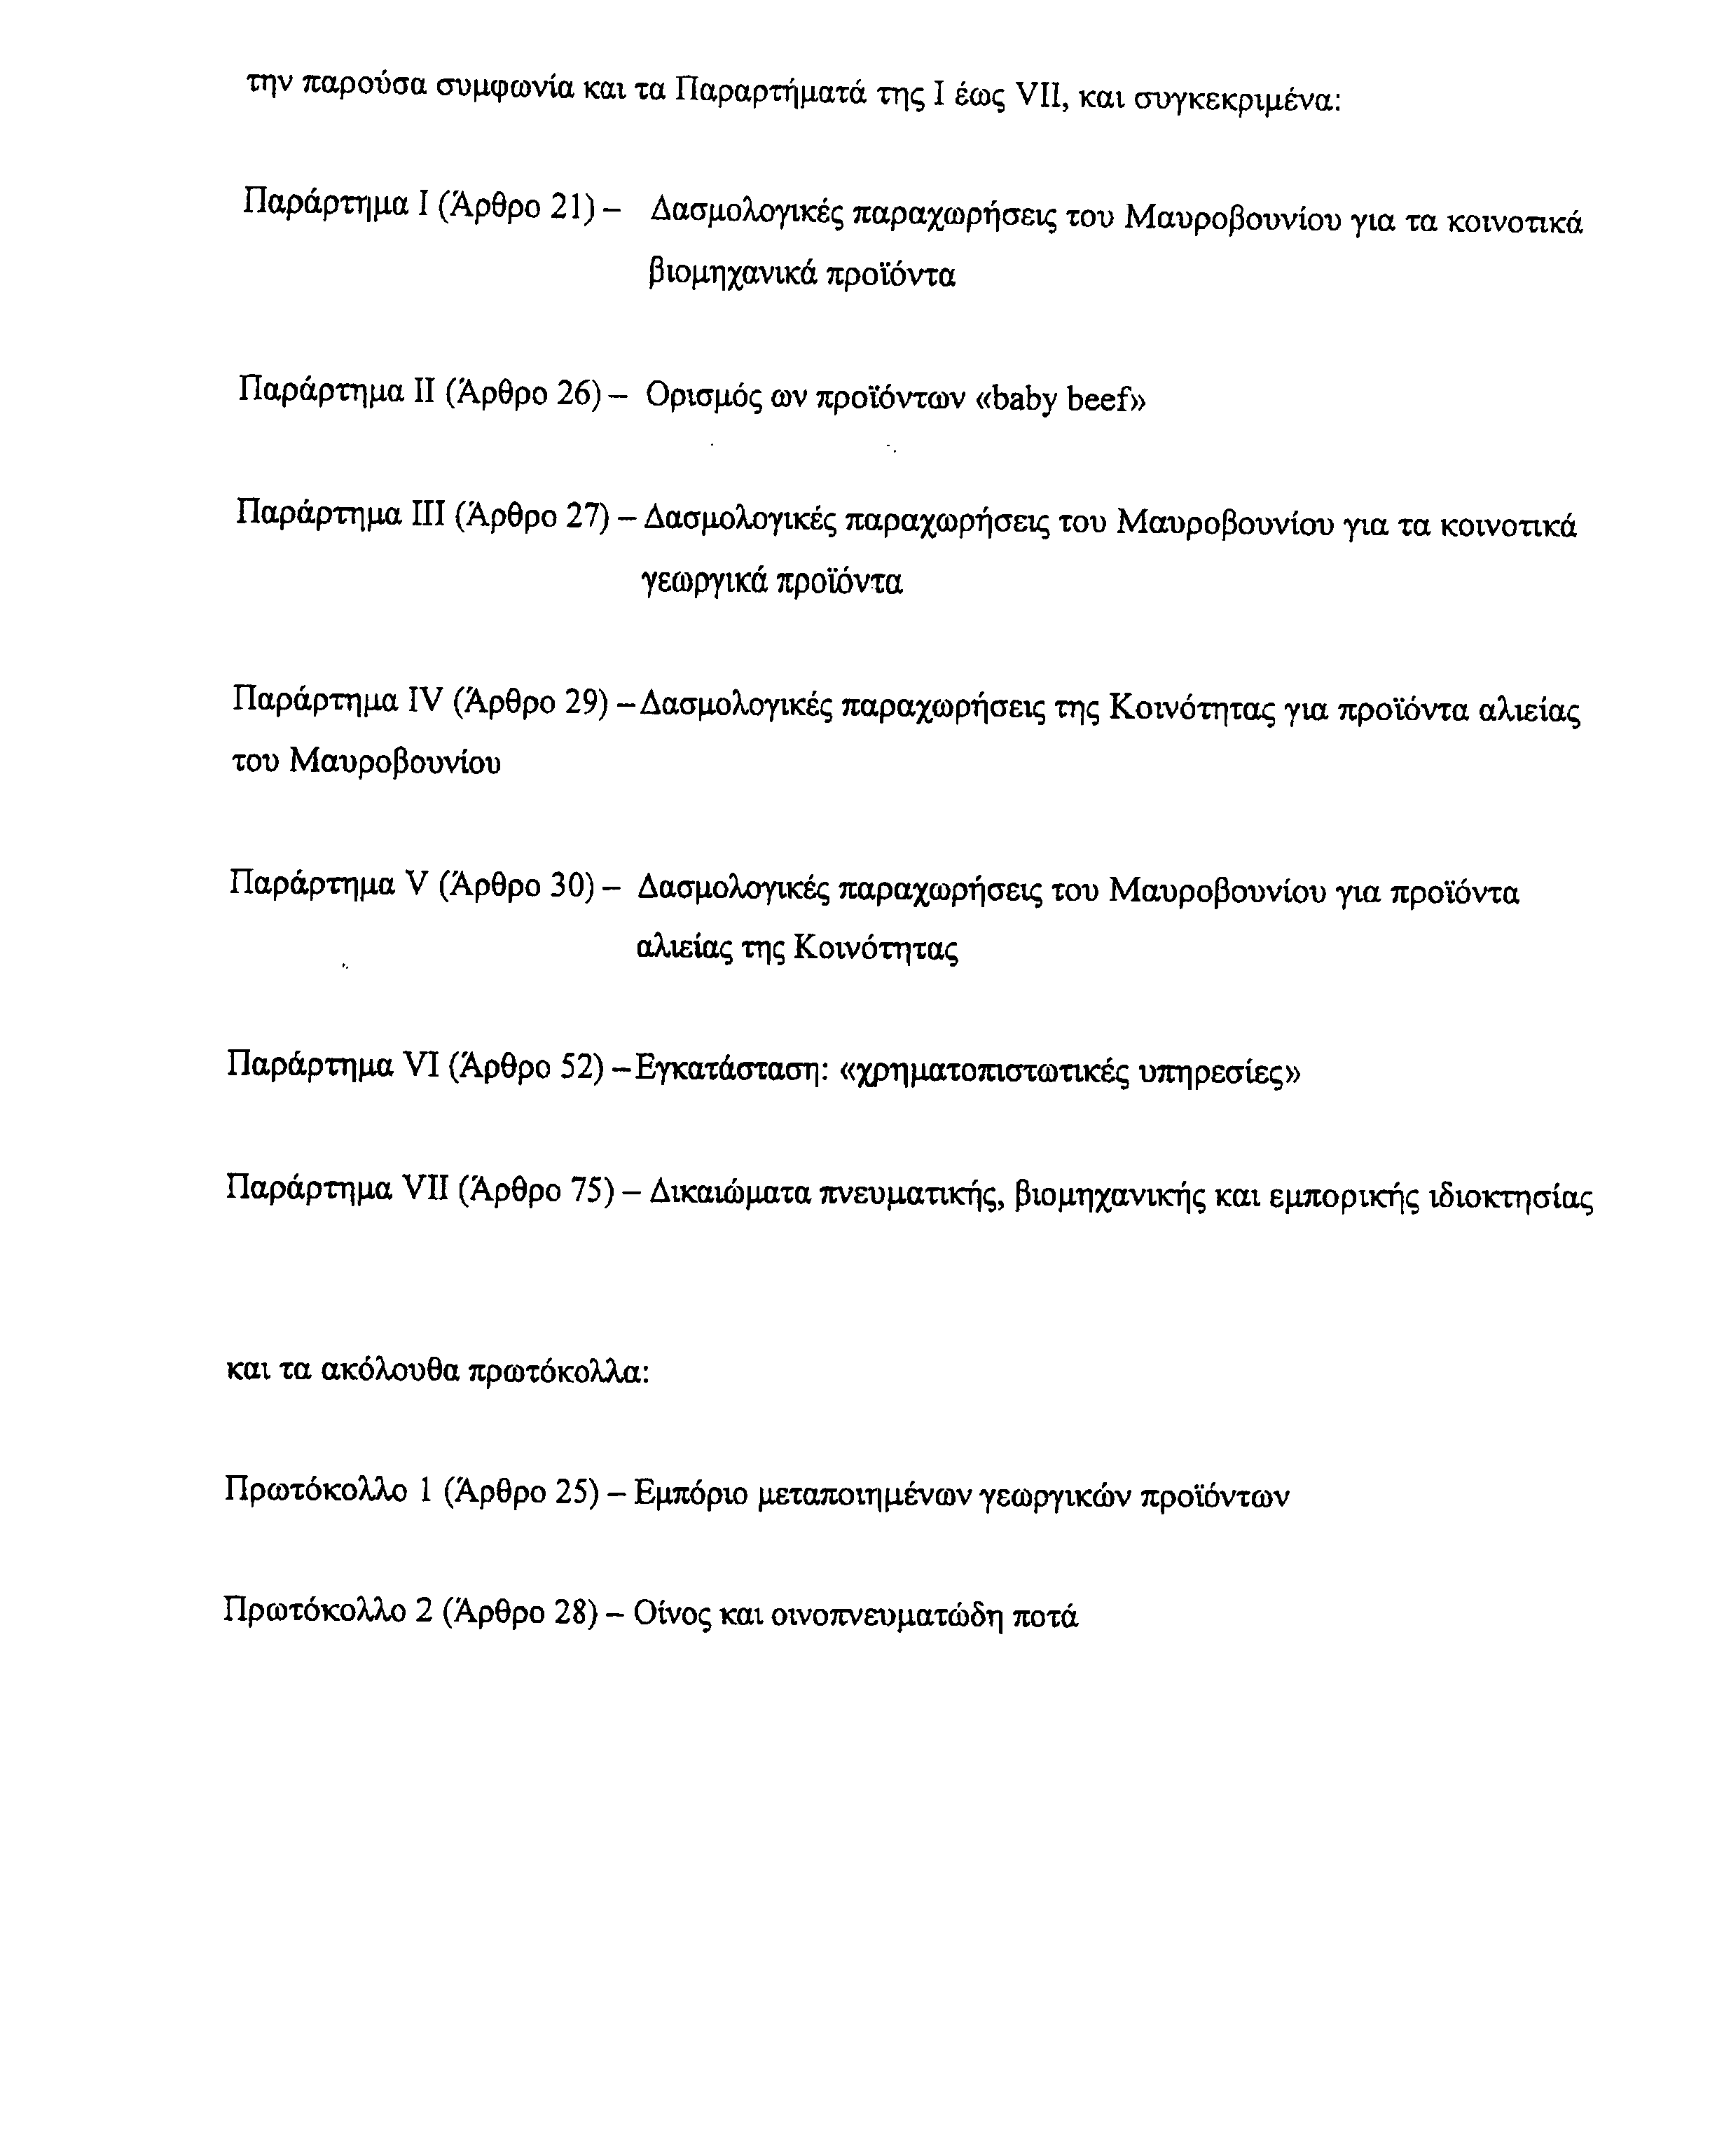 την παρούσα συμφωνία και τα Παραρτήματά της I έως VII, και συγκεκριμένα:
Παράρτημα I (Άρθρο 21) – Δασμολογικές παραχωρήσεις του Μαυροβουνίου για τα κοινοτικά
βιομηχανικά προϊόντα
Παράρτημα II (Άρθρο 26) – Ορισμός ων προϊόντων «baby beef»
Παράρτημα III (Άρθρο 27) – Δασμολογικές παραχωρήσεις του Μαυροβουνίου για τα κοινοτικά
γεωργικά προϊόντα
Παράρτημα IV (Άρθρο 29) – Δασμολογικές παραχωρήσεις της Κοινότητας για προϊόντα αλιείας
του Μαυροβουνίου
Παράρτημα V (Άρθρο 30) – Δασμολογικές παραχωρήσεις του Μαυροβουνίου για προϊόντα
αλιείας της Κοινότητας
Παράρτημα VI (Άρθρο 52) – Εγκατάσταση: «χρηματοπιστωτικές υπηρεσίες»
Παράρτημα VII (Άρθρο 75) – Δικαιώματα πνευματικής, βιομηχανικής και εμπορικής ιδιοκτησίας
και τα ακόλουθα πρωτόκολλα:
Πρωτόκολλο 1 (Άρθρο 25) – Εμπόριο μεταποιημένων γεωργικών προϊόντων
Πρωτόκολλο 2 (Άρθρο 28) – Οίνος και οινοπνευματώδη ποτά